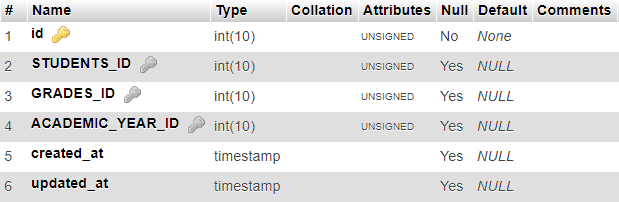 # Name Type Collation Attributes Null Default Comments
1 id int(10) UNSIGNED No None
2 STUDENTS_ID int(10) UNSIGNED Yes NULL
3 GRADES_ID int(10) UNSIGNED Yes NULL
4 ACADEMIC_YEAR_ID int(10) UNSIGNED Yes NULL
5 created_at timestamp Yes NULL
6 updated_at timestamp Yes NULL